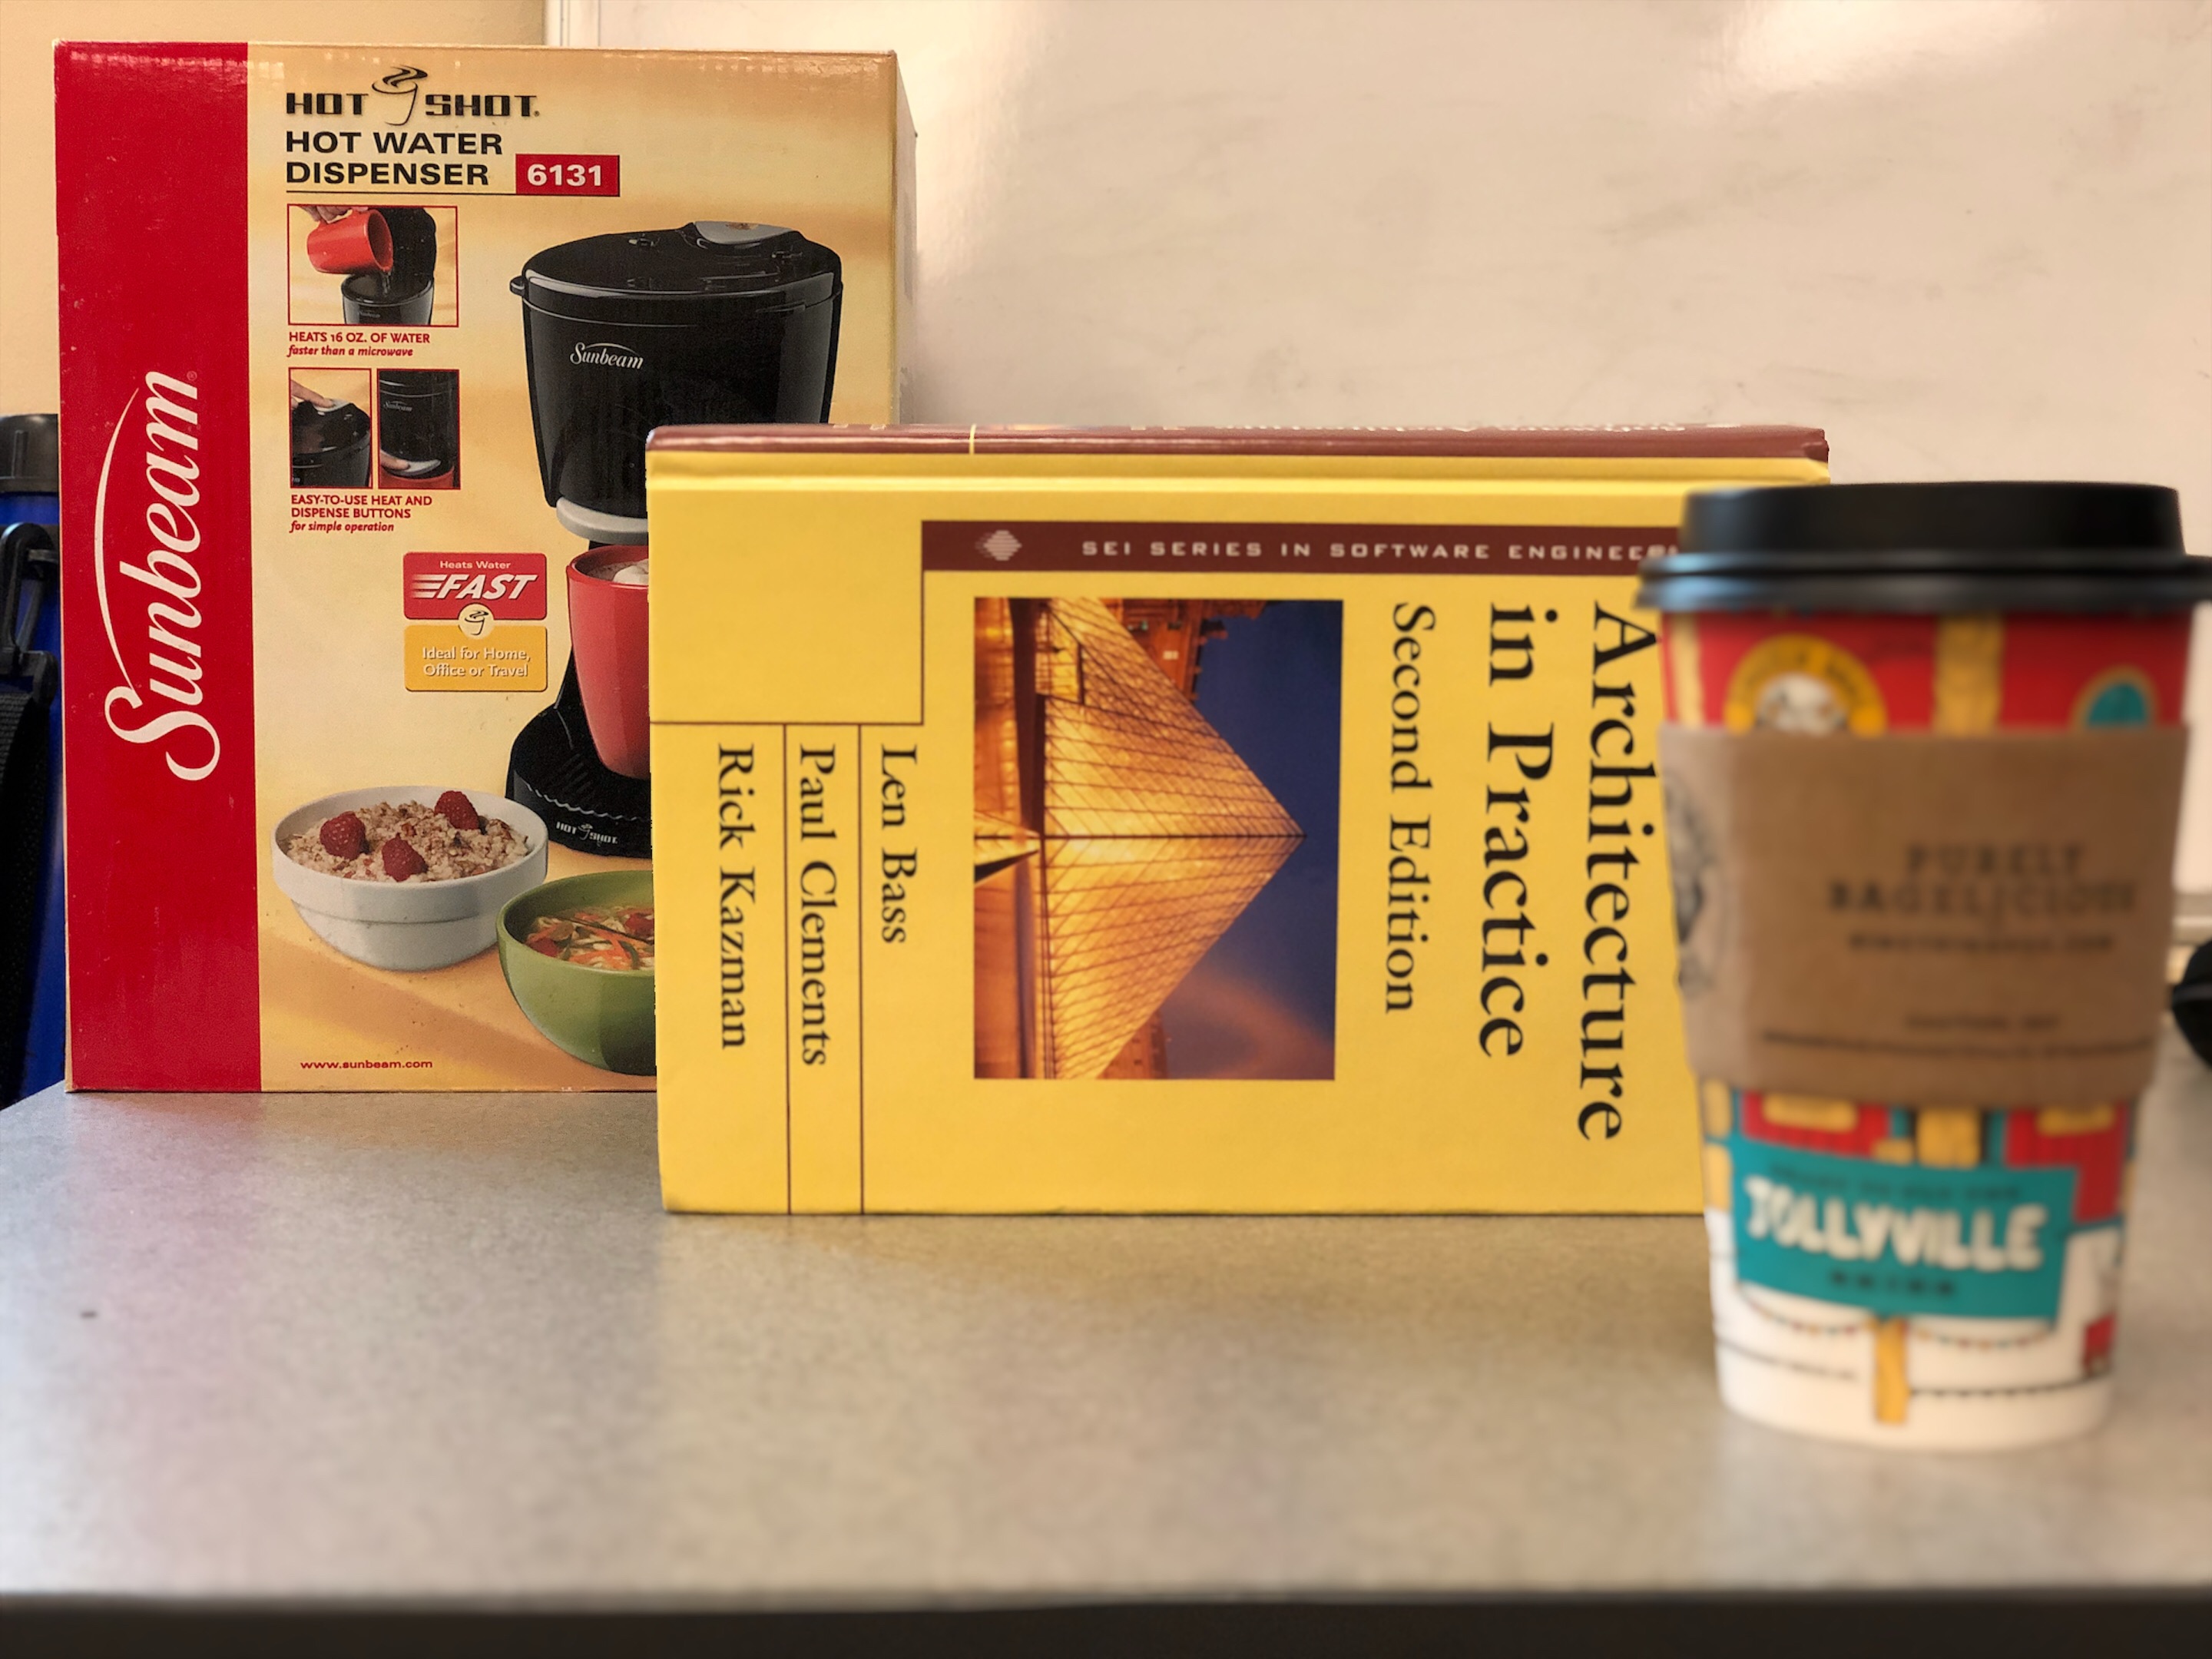 HOT SHOT.
HOT WATER
DISPENSER 6131
HEATS 16 OZ. OF WATER
faster than a microwave
Sunbeam
EASY-TO-USE HEAT AND
DISPENSE BUTTONS
for simple operation
Heats Water
FAST
Ideal for Home,
Office or Travel
HOT SHOT
www.sunbeam.com
Sunbeam®
SEI SERIES IN SOFTWARE
Architecture
in Practice
Second Edition
Len Bass
Paul Clements
Rick Kazman
PURELY
BAGELICIOUS
JOLLYVILLE